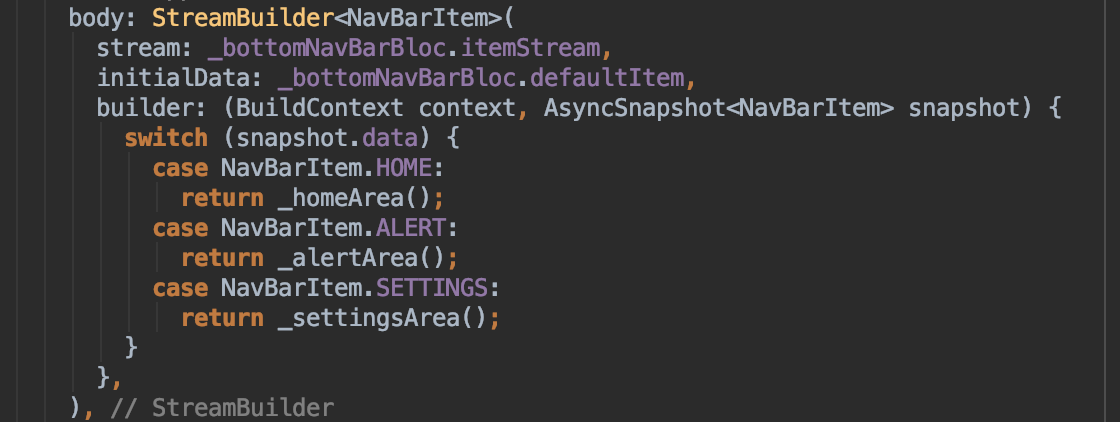 body: StreamBuilder<NavBarItem>(
stream: _bottomNavBarBloc.itemStream,
initialData: _bottomNavBarBloc.defaultItem,
builder: (BuildContext context, AsyncSnapshot<NavBarItem> snapshot) {
switch (snapshot.data) {
case NavBarItem.HOME:
return _homeArea();
case NavBarItem.ALERT:
return _alertArea();
case NavBarItem.SETTINGS:
return _settingsArea();
}
},
), // StreamBuilder